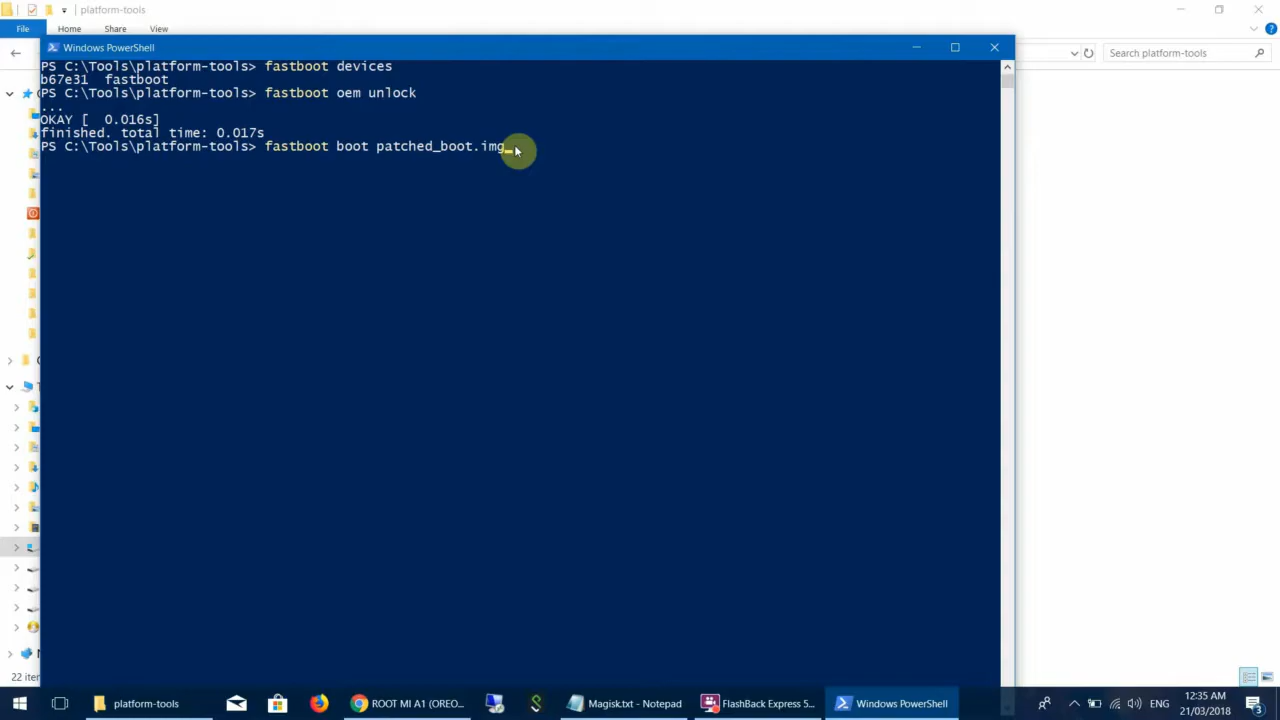 platform-tools
File Home Share View
Windows PowerShell
Search platform-tools
PS C:\Tools\platform-tools> fastboot devices
b67e31 fastboot
PS C:\Tools\platform-tools> fastboot oem unlock
...
OKAY [ 0.016s]
finished. total time: 0.017s
PS C:\Tools\platform-tools> fastboot boot patched_boot.img_
platform-tools
ROOT MI A1 (OREO...
Magisk.txt - Notepad
FlashBack Express 5...
Windows PowerShell
ENG
12:35 AM
21/03/2018
3